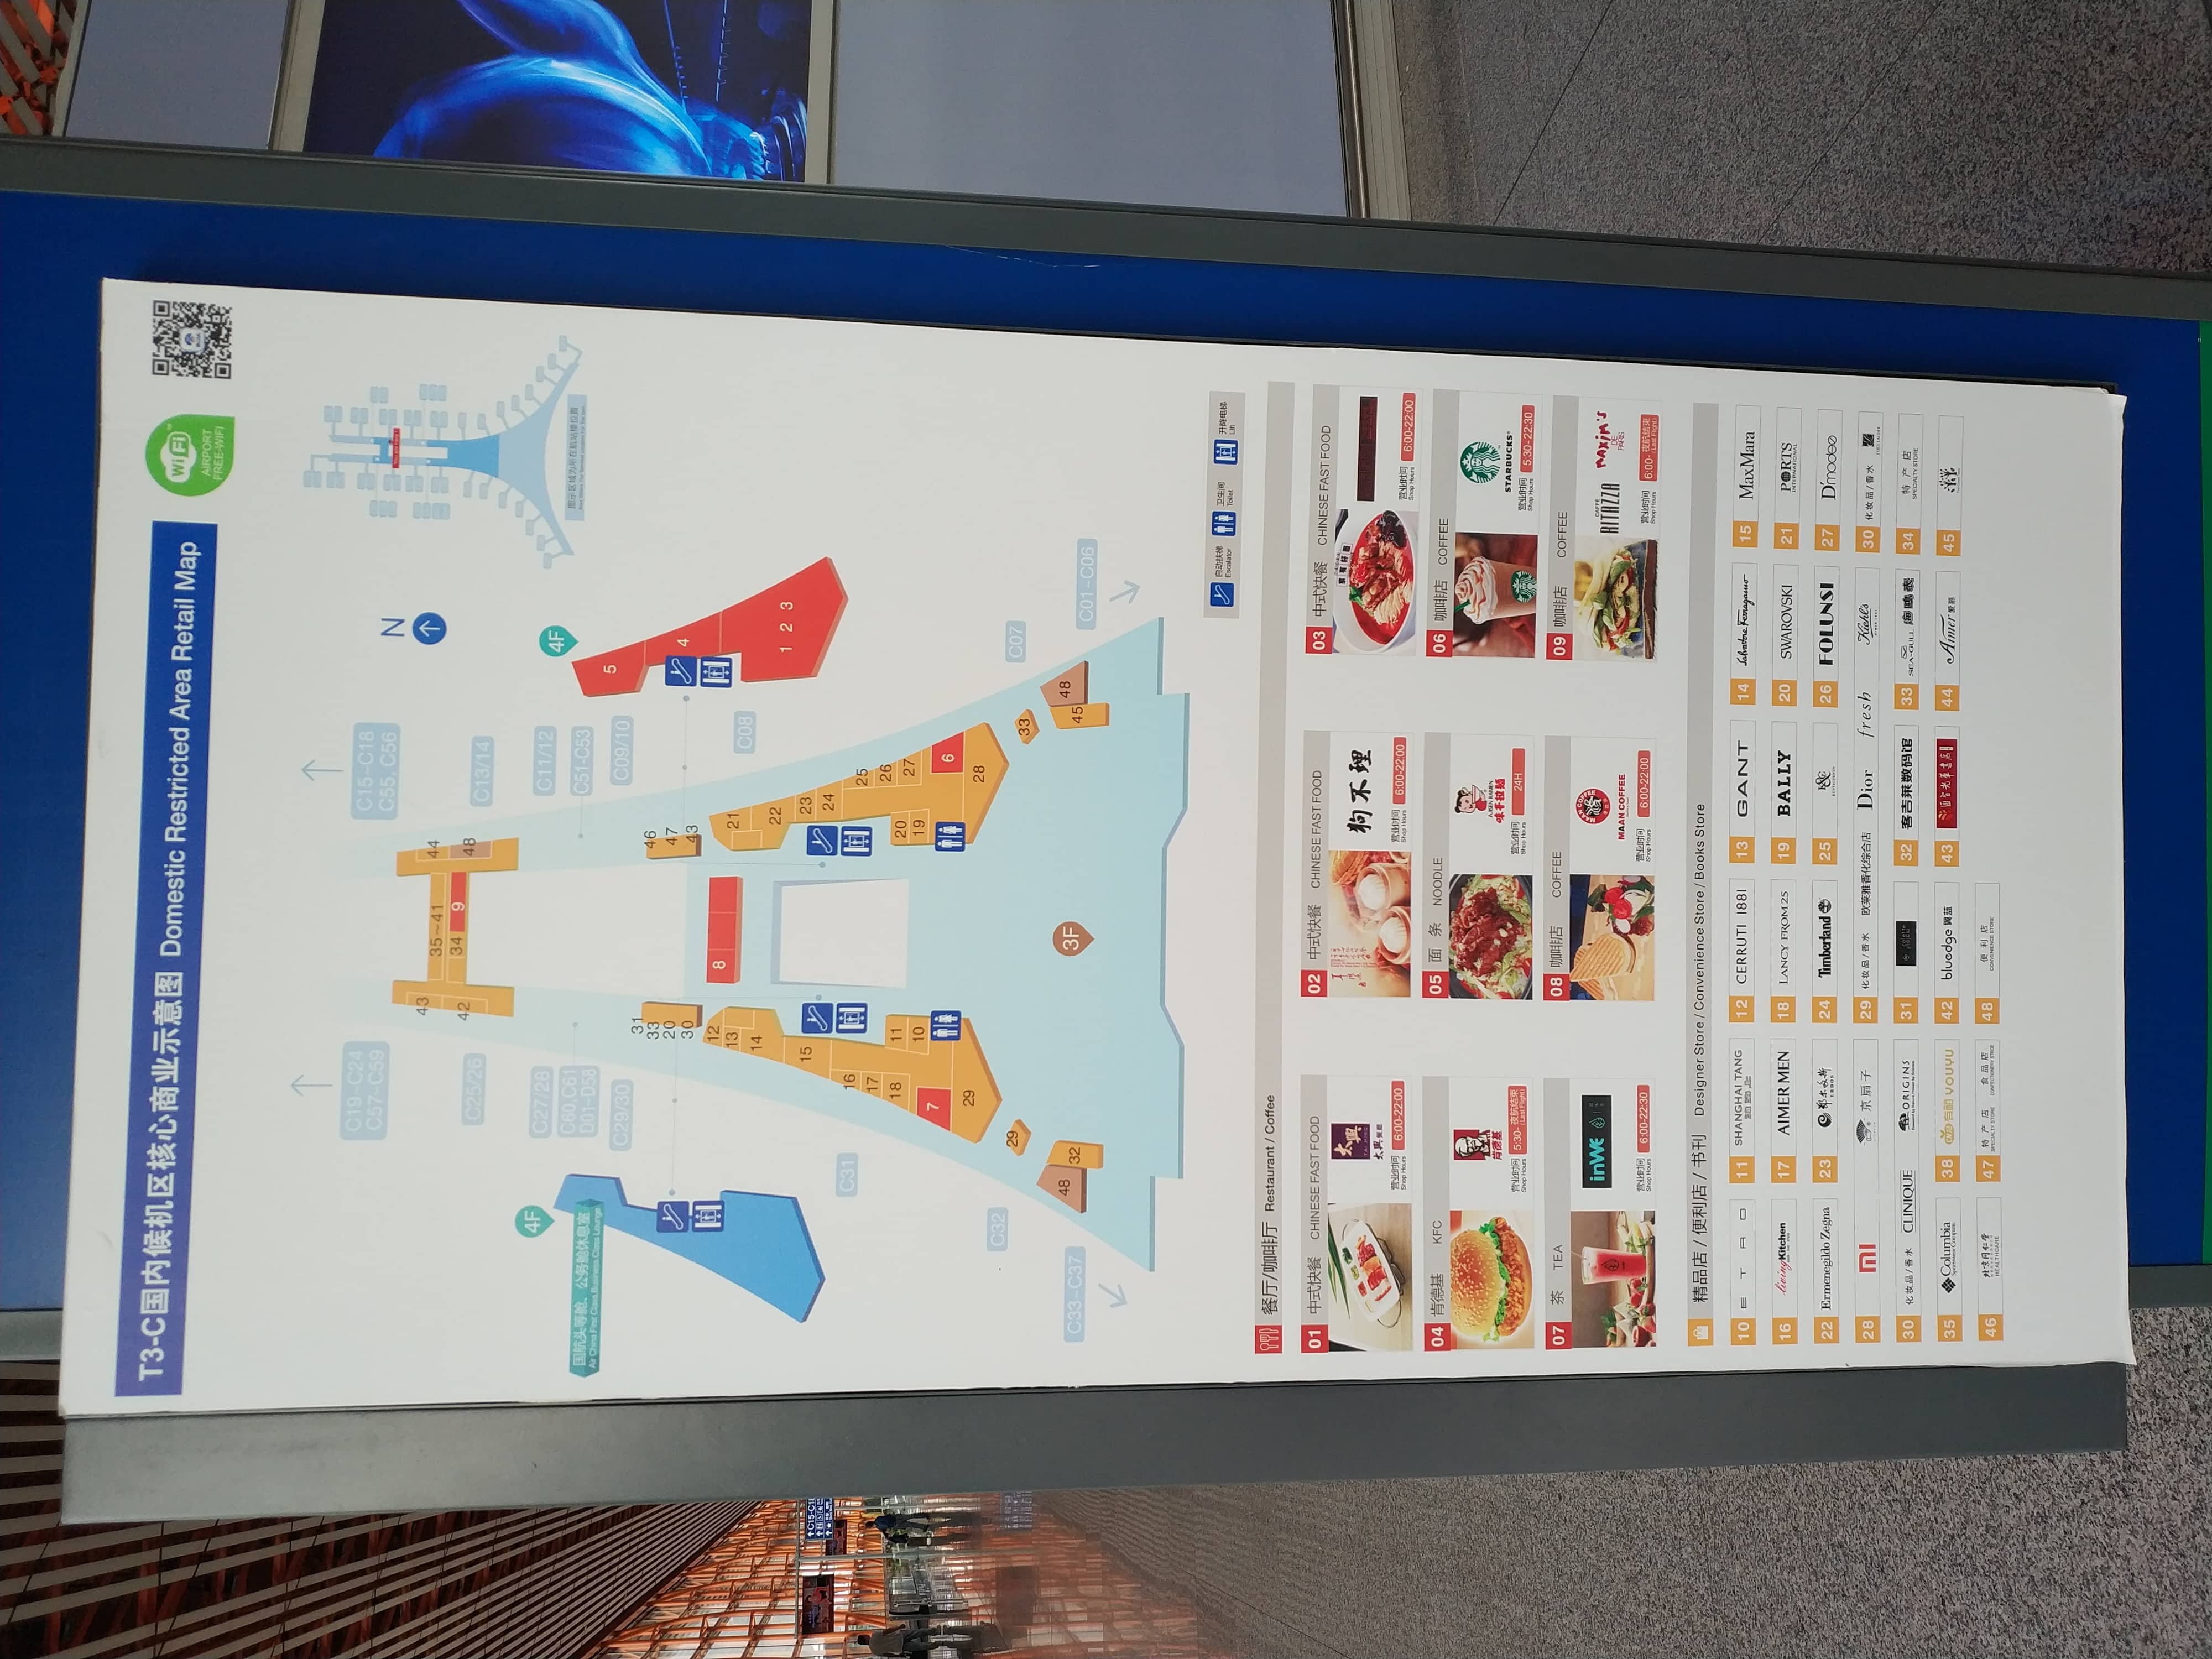 T3-C国内候机区核心商业示意图 Domestic Restricted Area Retail Map
WiFi
AIRPORT
FREE-WIFI
C19~C24
C57~C59
C15~C18
C55, C56
N
You are here
43
35~41
44
42
34
9
48
C25/26
C13/14
4F
C27/28
C11/12
4F
国航头等舱、公务舱休息室
Air China First Class,Business Class Lounge
C60,C61
D01~D58
C51-C53
图示区域为所在航站楼位置
C29/30
C09/10
5
31
33
20
30
46
47
43
4
12
8
13
21
C08
14
22
1 2 3
15
23
24
C31
16
25
17
26
18
11
20
27
10
19
7
6
29
28
C32
29
33
C07
48
32
3F
45
48
C33~C37
C01~C06
自动扶梯
Escalator
卫生间
Toilet
升降电梯
Lift
餐厅/咖啡厅 Restaurant / Coffee
01 中式快餐 CHINESE FAST FOOD
太興
TAI HING
太興餐廳
营业时间
Shop Hours
6:00-22:00
02 中式快餐 CHINESE FAST FOOD
狗不理
营业时间
Shop Hours
6:00-22:00
03 中式快餐 CHINESE FAST FOOD
营业时间
Shop Hours
6:00-22:00
04 肯德基 KFC
肯德基
营业时间
Shop Hours
5:30- 夜航结束
(Last Flight)
05 面 条 NOODLE
AJISEN RAMEN
味千拉麺
营业时间
Shop Hours
24H
06 咖啡店 COFFEE
STARBUCKS
营业时间
Shop Hours
5:30-22:30
07 茶 TEA
inWE
营业时间
Shop Hours
6:00-22:30
08 咖啡店 COFFEE
MAAN COFFEE
MAAN COFFEE
营业时间
Shop Hours
6:00-22:00
09 咖啡店 COFFEE
CAFFÈ
RITAZZA
MAXIM'S
DE
PARIS
营业时间
Shop Hours
6:00- 夜航结束
(Last Flight)
精品店 / 便利店 / 书刊 Designer Store / Convenience Store / Books Store
10 ETRO
11 SHANGHAI TANG
12 CERRUTI 1881
13 GANT
14 Salvatore Ferragamo
15 MaxMara
16 living Kitchen
17 AIMER MEN
18 LANCY FROM 25
19 BALLY
20 SWAROVSKI
21 PORTS
INTERNATIONAL
22 Ermenegildo Zegna
23 鄂尔多斯
ERDOS
24 Timberland
25 K&C
26 FOLUNSI
27 D'modes
28 MI 京扇子
29 化妆品/香水 欧莱雅香化综合店 Dior fresh Kiehl's
30 化妆品/香水
30 化妆品/香水 CLINIQUE ORIGINS
31
32 客吉莱数码馆
33 SEA-GULL 海鸥表
34 特产店
SPECIALTY STORE
35 Columbia
Sportswear Company
38 有喻 YOUYU
42 bluedge 翼蓝
43
44 Aimer 爱慕
45
46 北京同仁堂
HEALTHCARE
47 特产店 食品店
SPECIALTY STORE CONFECTIONERY STORE
48 便利店
CONVENIENCE STORE
C15-C18